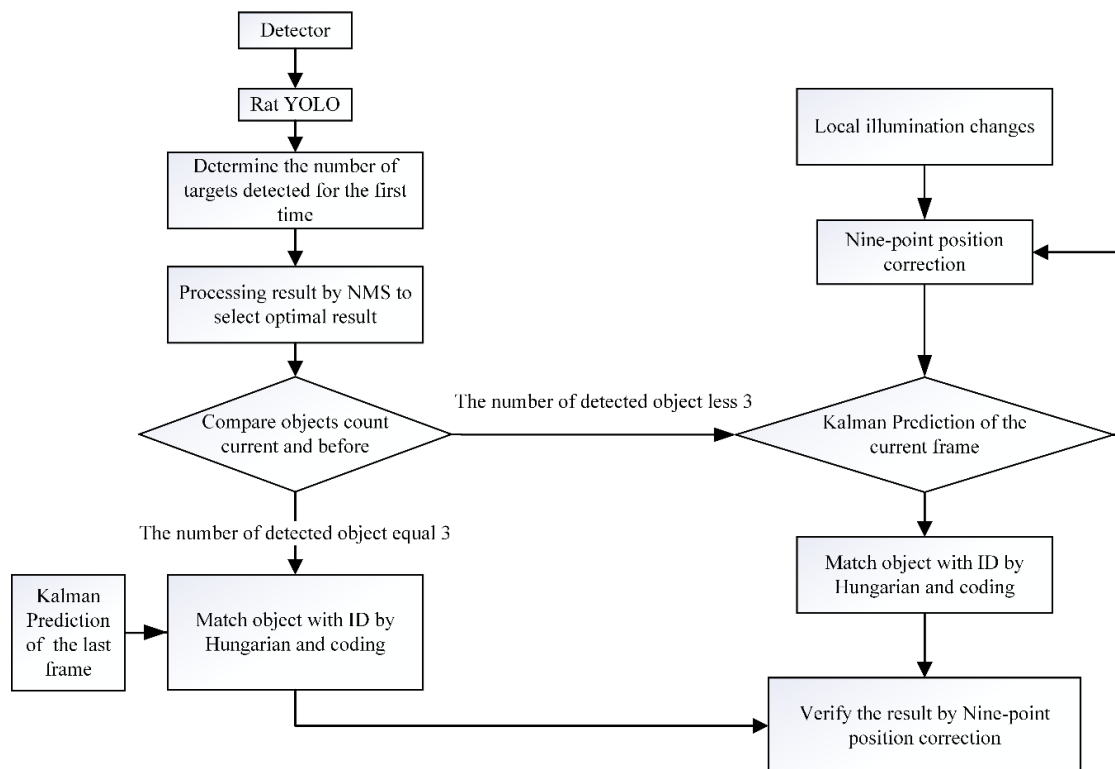 Detector
Rat YOLO
Determine the number of
targets detected for the first
time
Processing result by NMS to
select optimal result
Compare objects count
current and before
The number of detected object equal 3
Kalman
Prediction
of the last
frame
Match object with ID by
Hungarian and coding
The number of detected object less 3
Local illumination changes
Nine-point position
correction
Kalman Prediction of the
current frame
Match object with ID by
Hungarian and coding
Verify the result by Nine-point
position correction